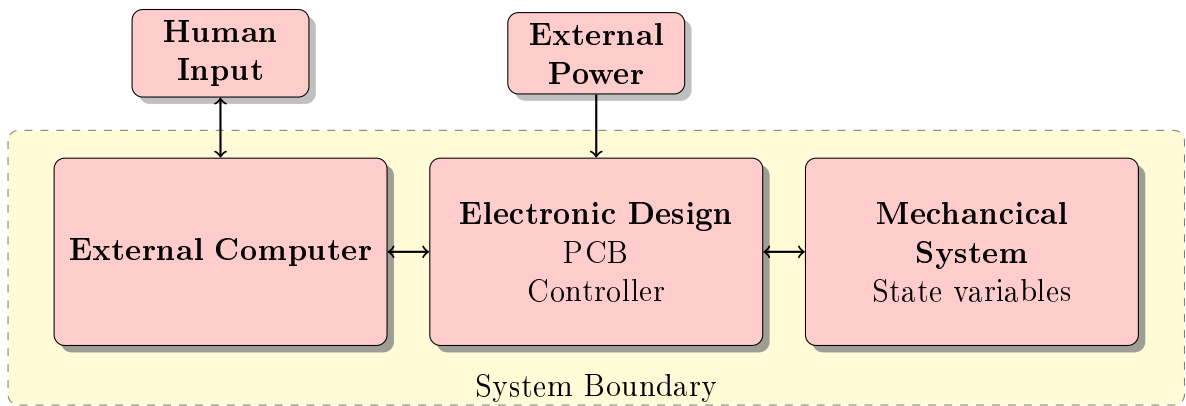 Human
Input
External
Power
External Computer
Electronic Design
PCB
Controller
Mechancical
System
State variables
System Boundary